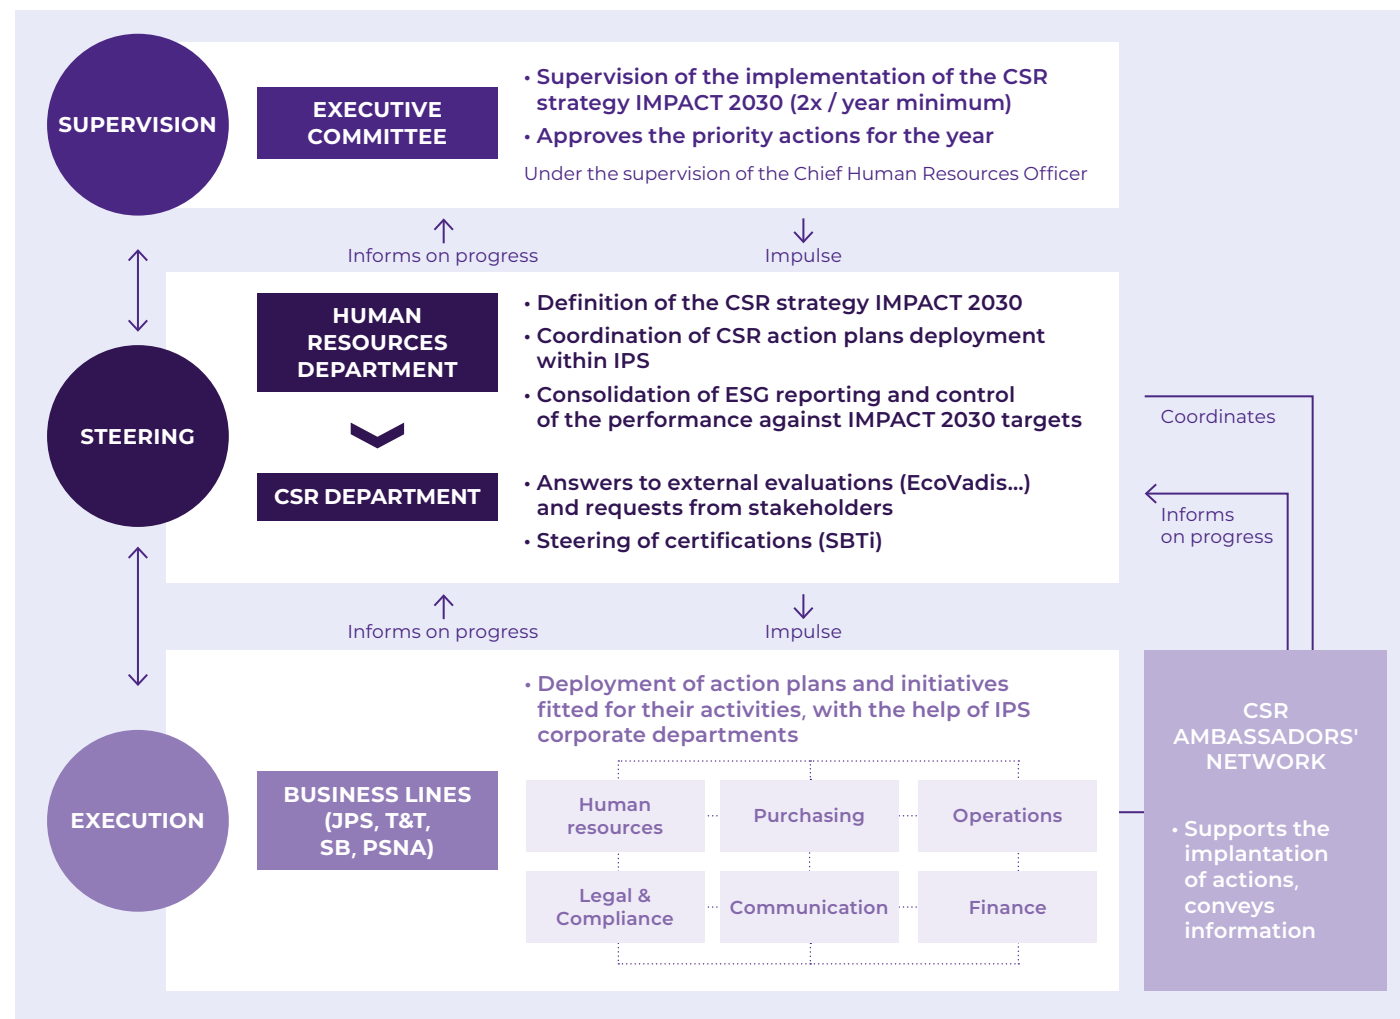 SUPERVISION
EXECUTIVE
COMMITTEE
• Supervision of the implementation of the CSR
strategy IMPACT 2030 (2x / year minimum)
• Approves the priority actions for the year
Under the supervision of the Chief Human Resources Officer
Informs on progress
Impulse
STEERING
HUMAN
RESOURCES
DEPARTMENT
• Definition of the CSR strategy IMPACT 2030
• Coordination of CSR action plans deployment
within IPS
• Consolidation of ESG reporting and control
of the performance against IMPACT 2030 targets
CSR DEPARTMENT
• Answers to external evaluations (EcoVadis...)
and requests from stakeholders
• Steering of certifications (SBTi)
Coordinates
Informs
on progress
Informs on progress
Impulse
EXECUTION
BUSINESS LINES
(JPS, T&T,
SB, PSNA)
• Deployment of action plans and initiatives
fitted for their activities, with the help of IPS
corporate departments
Human
resources
Purchasing
Operations
Legal &
Compliance
Communication
Finance
CSR
AMBASSADORS'
NETWORK
• Supports the
implantation
of actions,
conveys
information